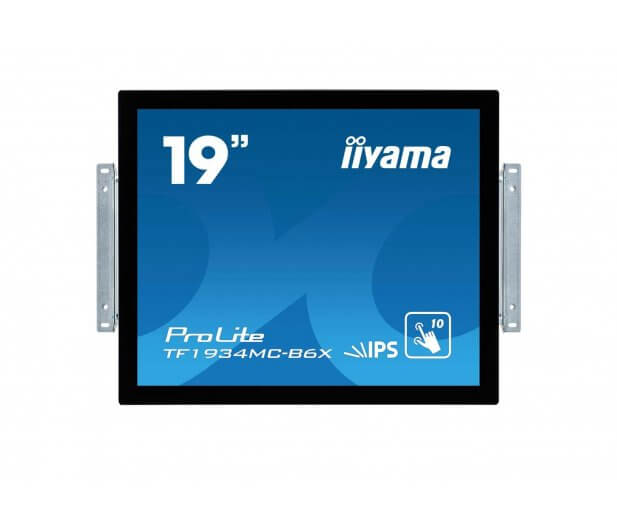 19”
iiyama
ProLite
TF1934MC-B6X
IPS
10